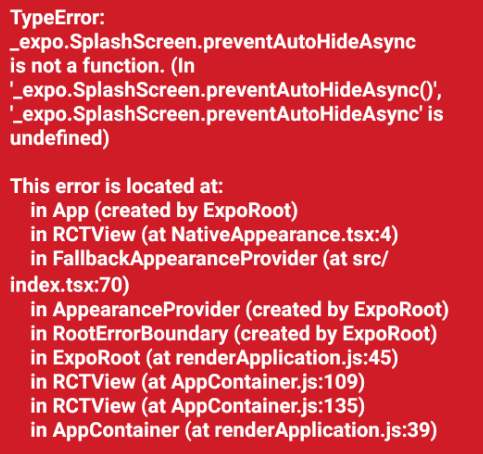 TypeError:
_expo.SplashScreen.preventAutoHideAsync
is not a function. (In
'_expo.SplashScreen.preventAutoHideAsync()',
'_expo.SplashScreen.preventAutoHideAsync' is
undefined)

This error is located at:
in App (created by ExpoRoot)
in RCTView (at NativeAppearance.tsx:4)
in FallbackAppearanceProvider (at src/
index.tsx:70)
in AppearanceProvider (created by ExpoRoot)
in RootErrorBoundary (created by ExpoRoot)
in ExpoRoot (at renderApplication.js:45)
in RCTView (at AppContainer.js:109)
in RCTView (at AppContainer.js:135)
in AppContainer (at renderApplication.js:39)